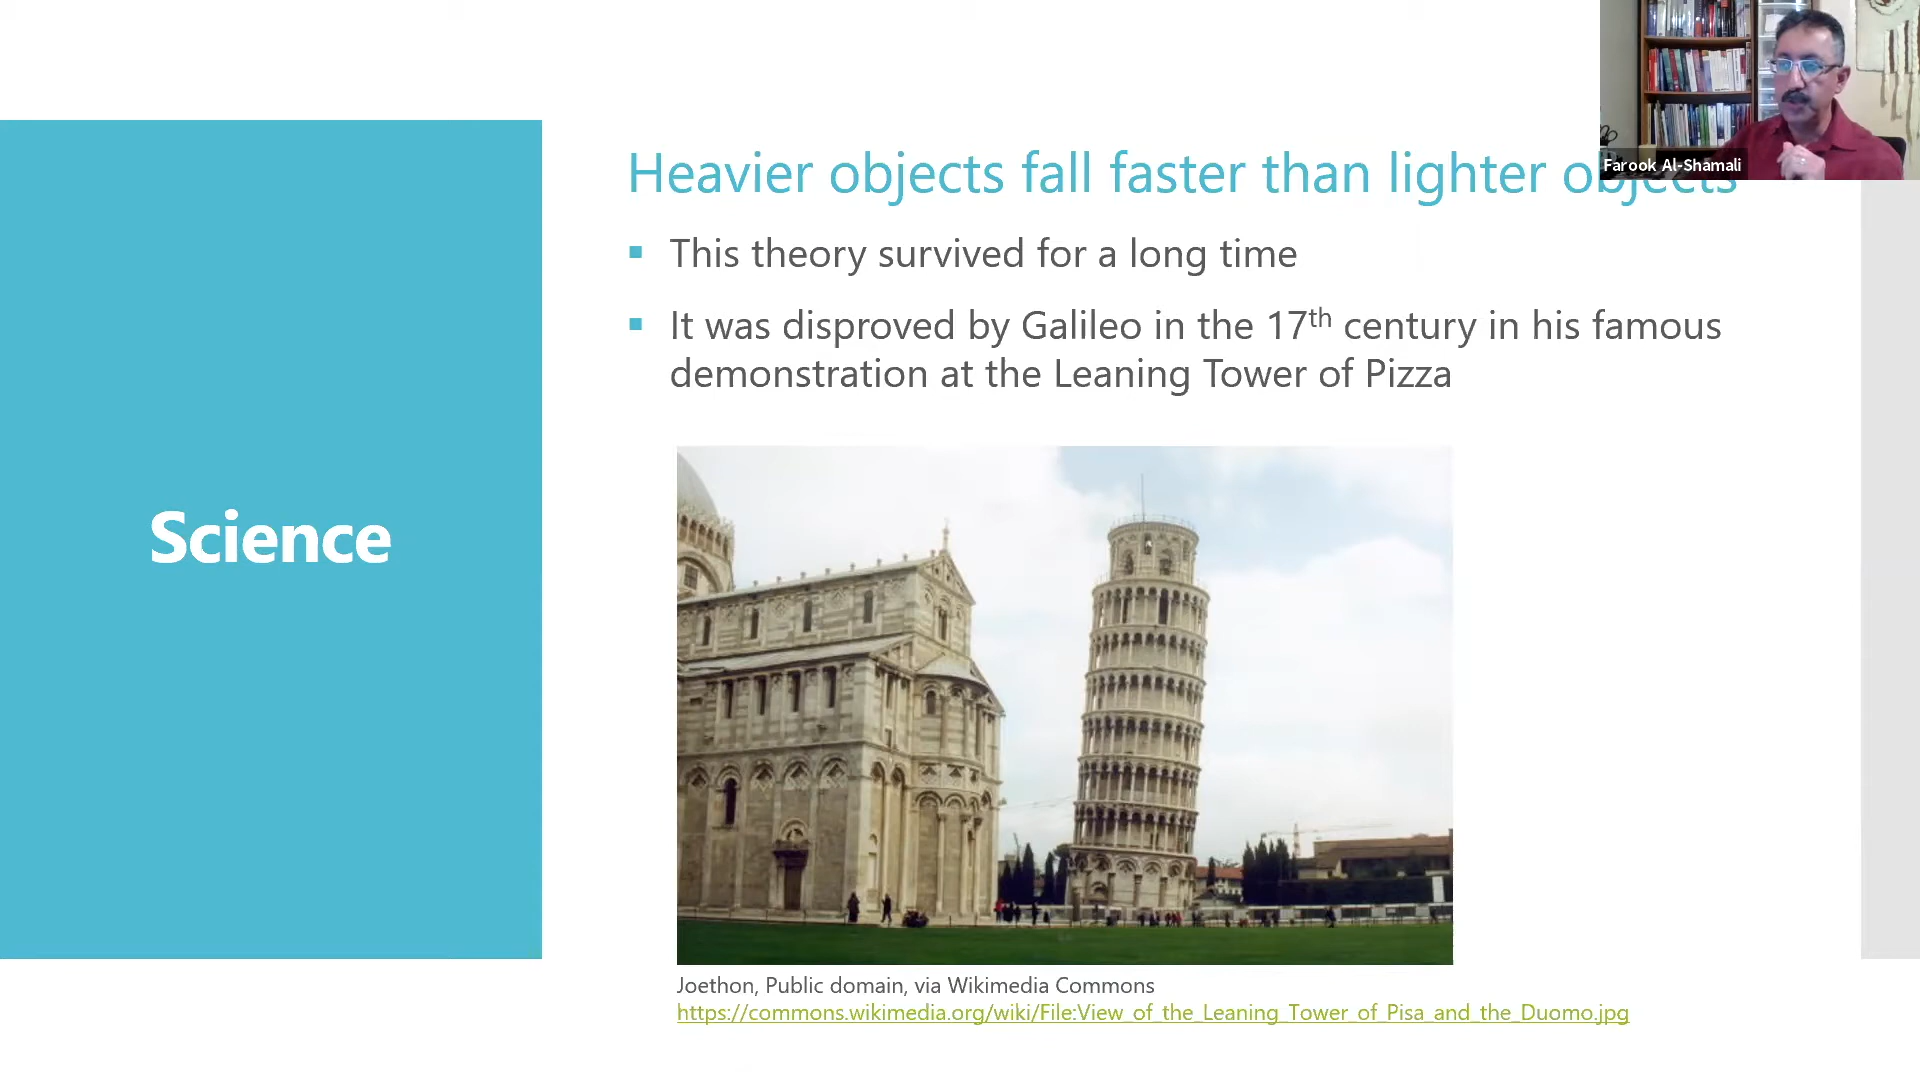 Science
Heavier objects fall faster than lighter objects
▪ This theory survived for a long time
▪ It was disproved by Galileo in the 17th century in his famous
demonstration at the Leaning Tower of Pizza
Joethon, Public domain, via Wikimedia Commons
https://commons.wikimedia.org/wiki/File:View_of_the_Leaning_Tower_of_Pisa_and_the_Duomo.jpg
Farook Al-Shamali